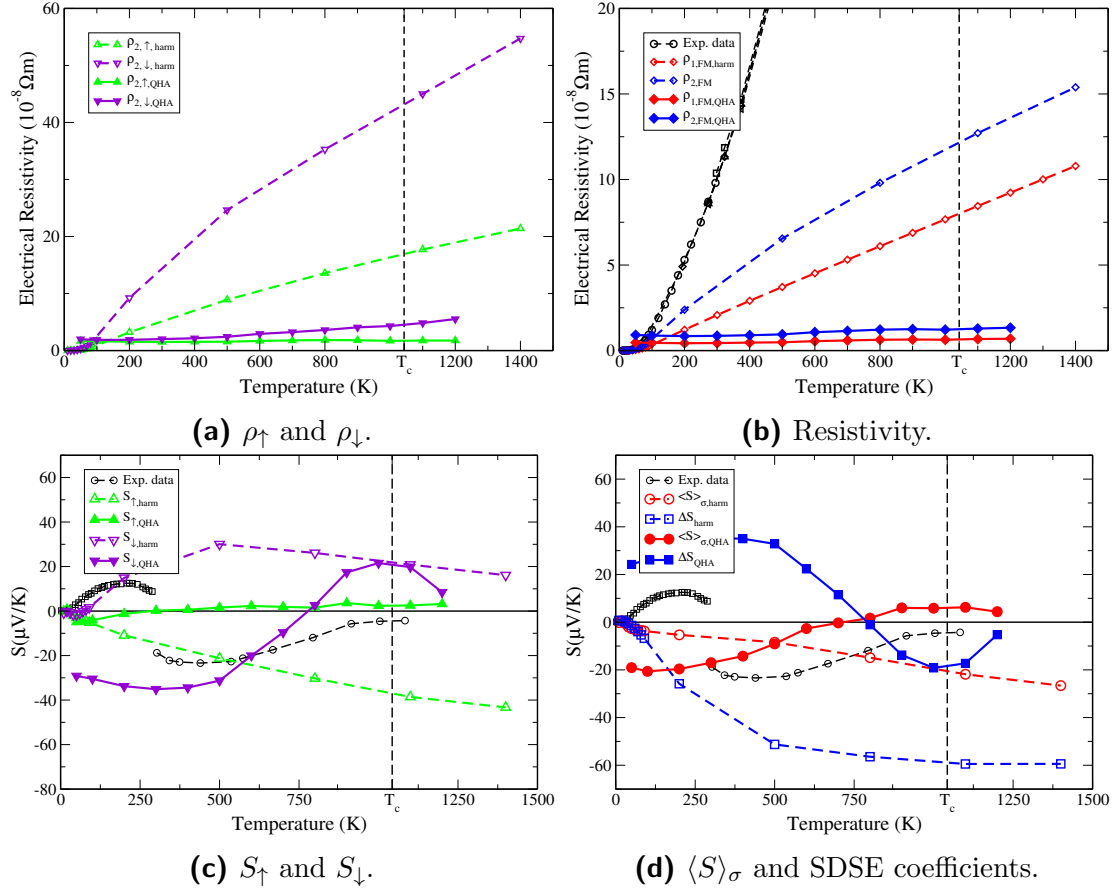 60
40
20
0
Electrical Resistivity (10⁻⁸Ωm)
ρ2, ↑, harm
ρ2, ↓, harm
ρ2,↑,QHA
ρ2,↓,QHA
0 200 400 600 800 1000 1200 1400
Tc
Temperature (K)
(a) ρ↑ and ρ↓.
20
15
10
5
0
Electrical Resistivity (10⁻⁸Ωm)
Exp. data
ρ1,FM,harm
ρ2,FM
ρ1,FM,QHA
ρ2,FM,QHA
0 200 400 600 800 1000 1200 1400
Tc
Temperature (K)
(b) Resistivity.
60
40
20
0
-20
-40
-60
-80
S(μV/K)
Exp. data
S↑,harm
S↑,QHA
S↓,harm
S↓,QHA
0 250 500 750 Tc 1250 1500
Temperature (K)
(c) S↑ and S↓.
60
40
20
0
-20
-40
-60
S(μV/K)
Exp. data
<S>σ,harm
ΔSharm
<S>σ,QHA
ΔSQHA
0 250 500 750 Tc 1250 1500
Temperature (K)
(d) ⟨S⟩σ and SDSE coefficients.